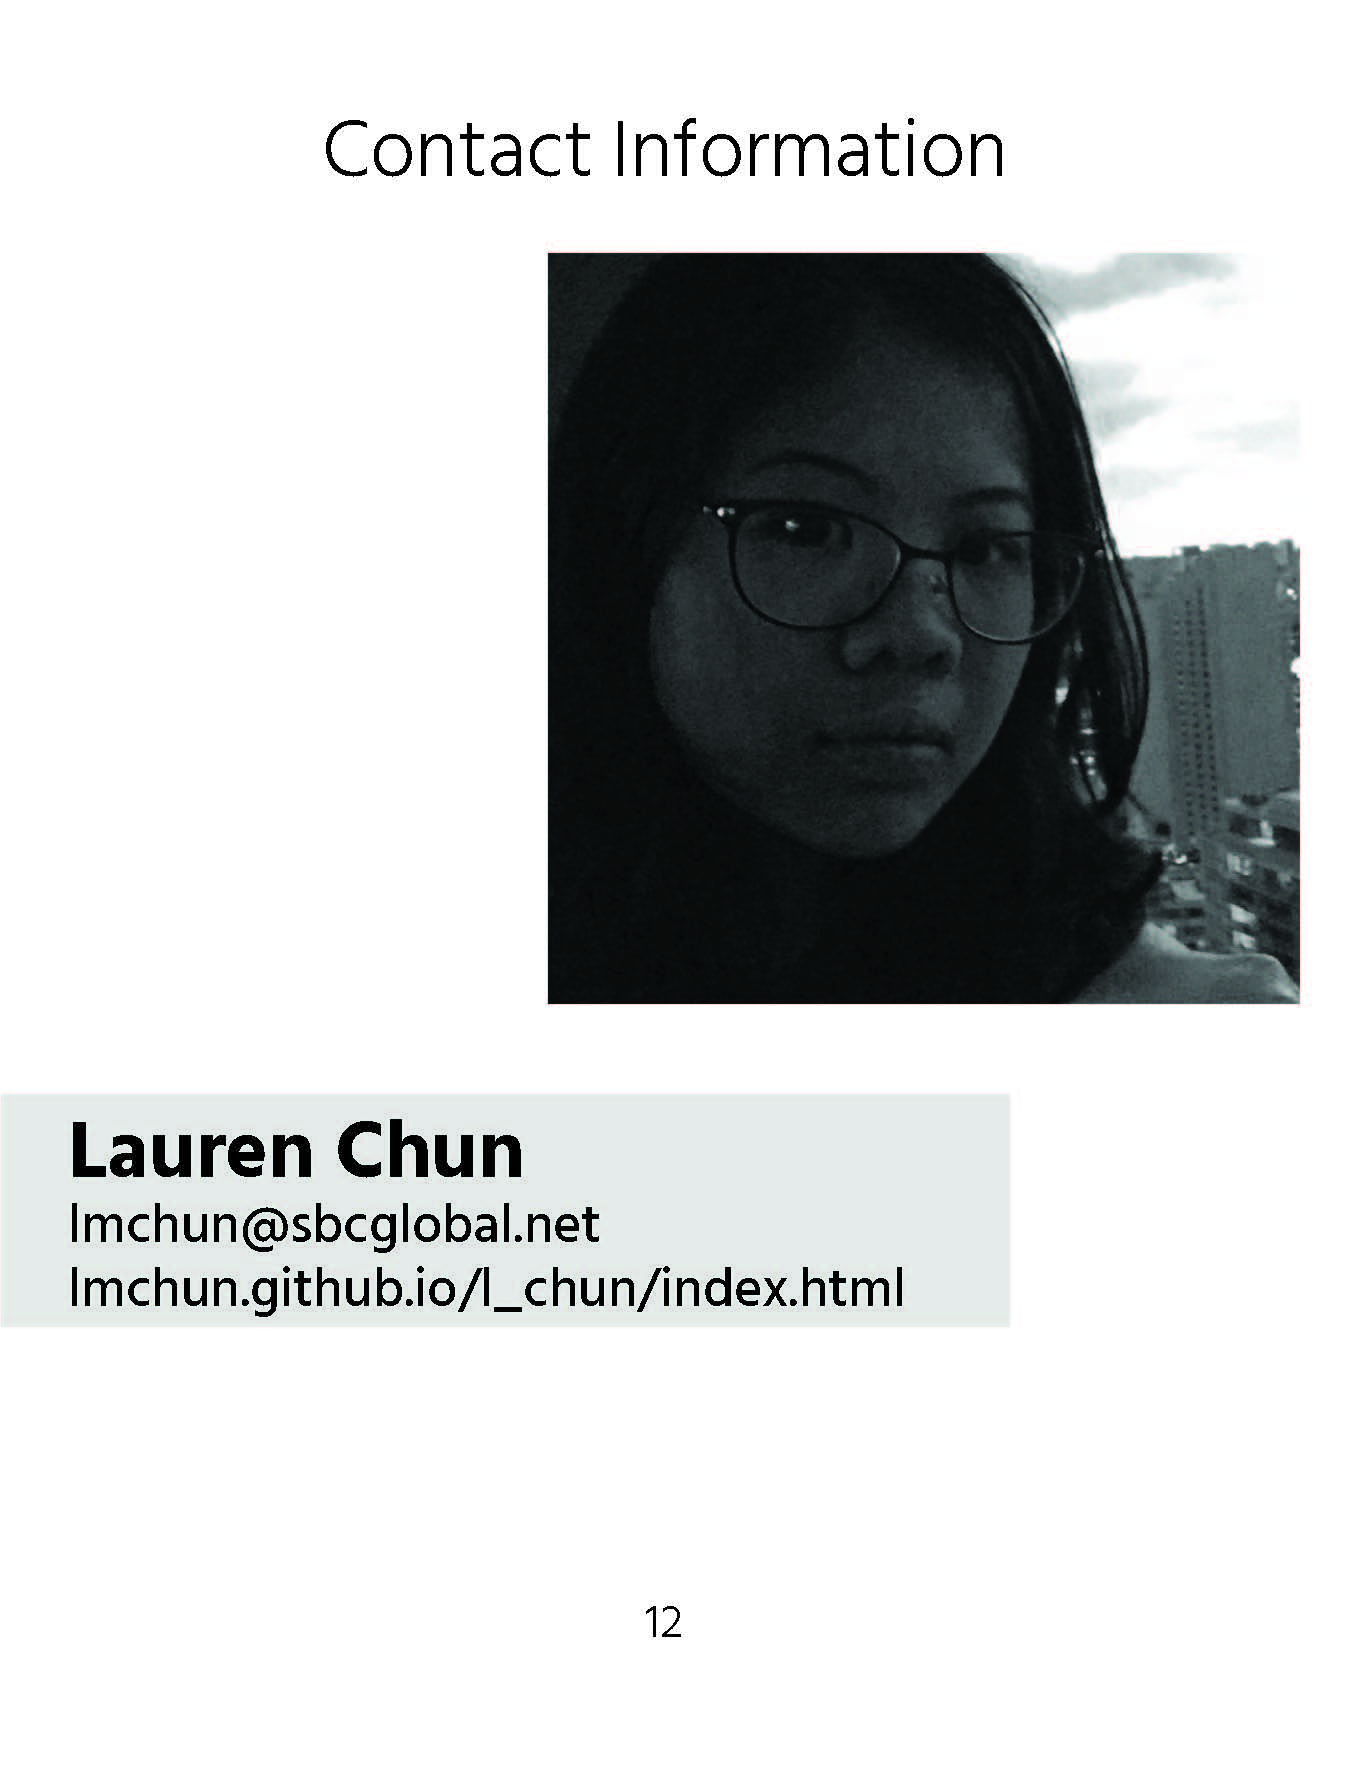 Contact Information
Lauren Chun
lmchun@sbcglobal.net
lmchun.github.io/l_chun/index.html
12